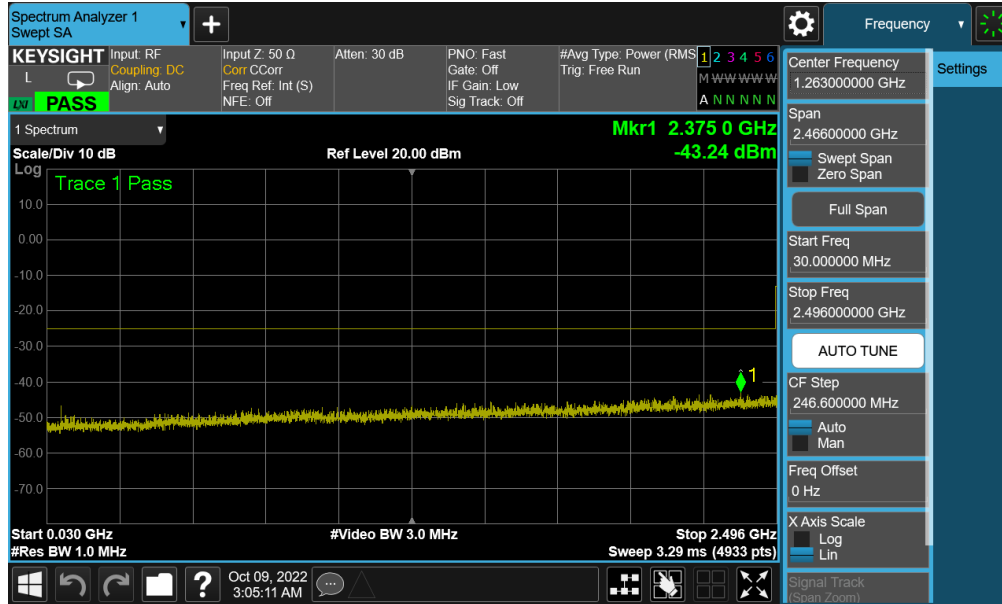 Spectrum Analyzer 1
Swept SA
Frequency
KEYSIGHT
L
LXI PASS
Input: RF
Coupling: DC
Align: Auto
Input Z: 50 Ω
Corr CCorr
Freq Ref: Int (S)
NFE: Off
Atten: 30 dB
PNO: Fast
Gate: Off
IF Gain: Low
Sig Track: Off
#Avg Type: Power (RMS
Trig: Free Run
1 2 3 4 5 6
M W W W W W
A N N N N N
1 Spectrum
Scale/Div 10 dB
Ref Level 20.00 dBm
Mkr1 2.375 0 GHz
-43.24 dBm
Log
Trace 1 Pass
10.0
0.00
-10.0
-20.0
-30.0
-40.0
-50.0
-60.0
-70.0
1
Start 0.030 GHz
#Video BW 3.0 MHz
Stop 2.496 GHz
#Res BW 1.0 MHz
Sweep 3.29 ms (4933 pts)
?
Oct 09, 2022
3:05:11 AM
Center Frequency
1.263000000 GHz
Settings
Span
2.46600000 GHz
Swept Span
Zero Span
Full Span
Start Freq
30.000000 MHz
Stop Freq
2.496000000 GHz
AUTO TUNE
CF Step
246.600000 MHz
Auto
Man
Freq Offset
0 Hz
X Axis Scale
Log
Lin
Signal Track
(Span Zoom)